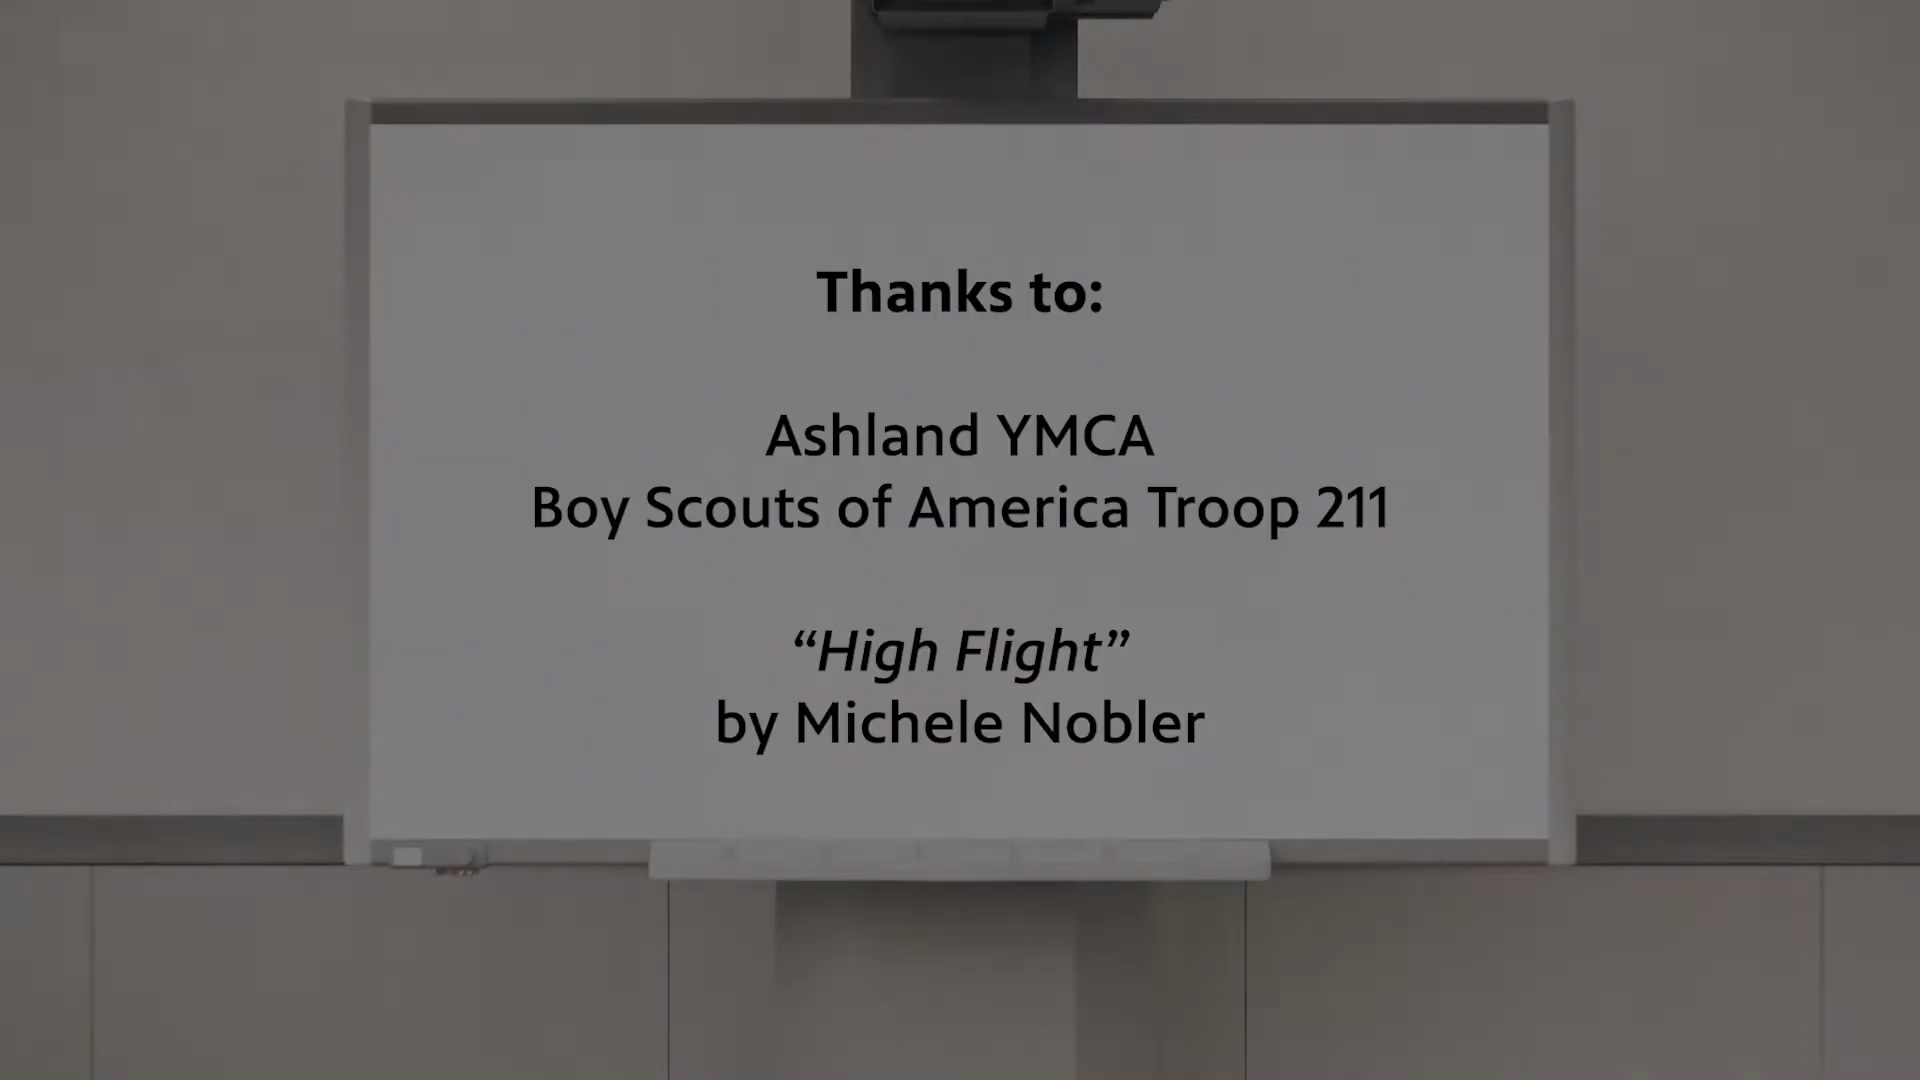 Thanks to:
Ashland YMCA
Boy Scouts of America Troop 211
“High Flight”
by Michele Nobler